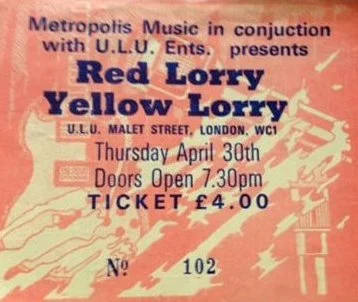 Metropolis Music in conjuction
with U.L.U. Ents. presents
Red Lorry
Yellow Lorry
U.L.U. MALET STREET, LONDON. WC1
Thursday April 30th
Doors Open 7.30pm
TICKET £4.00
Nº 102